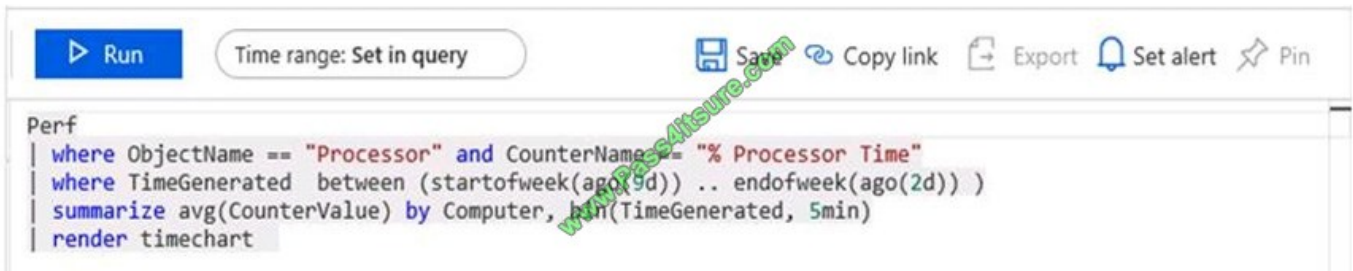 Run Time range: Set in query Save Copy link Export Set alert Pin
Perf
| where ObjectName == "Processor" and CounterName == "% Processor Time"
| where TimeGenerated between (startofweek(ago(9d)) .. endofweek(ago(2d)) )
| summarize avg(CounterValue) by Computer, bin(TimeGenerated, 5min)
| render timechart
www.Pass4itsure.com